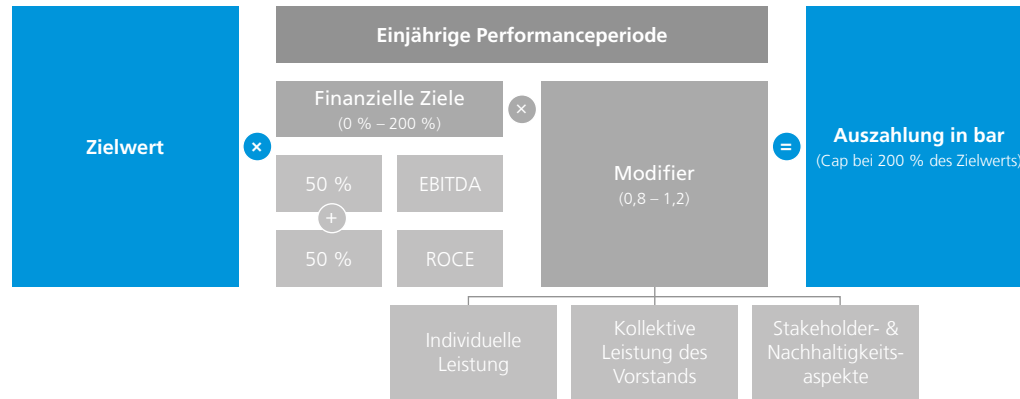 Einjährige Performanceperiode
Zielwert
×
Finanzielle Ziele
(0 % – 200 %)
50 %
EBITDA
+
50 %
ROCE
×
Modifier
(0,8 – 1,2)
=
Auszahlung in bar
(Cap bei 200 % des Zielwerts)
Individuelle
Leistung
Kollektive
Leistung des
Vorstands
Stakeholder- &
Nachhaltigkeits-
aspekte